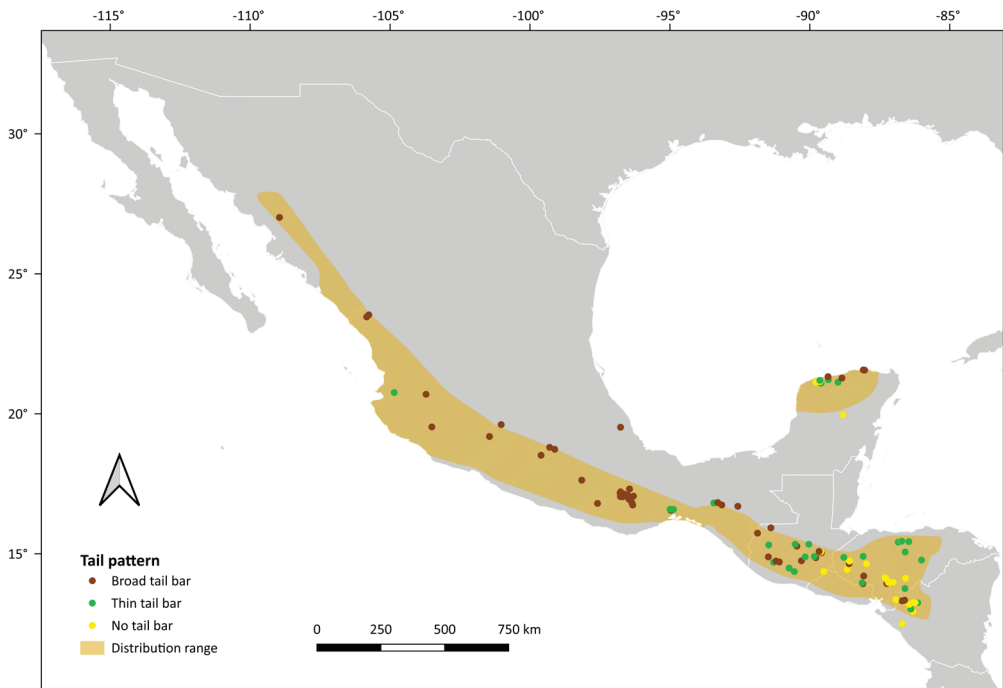 -115° -110° -105° -100° -95° -90° -85°
30°
25°
20°
15°
Tail pattern
Broad tail bar
Thin tail bar
No tail bar
Distribution range
0 250 500 750 km